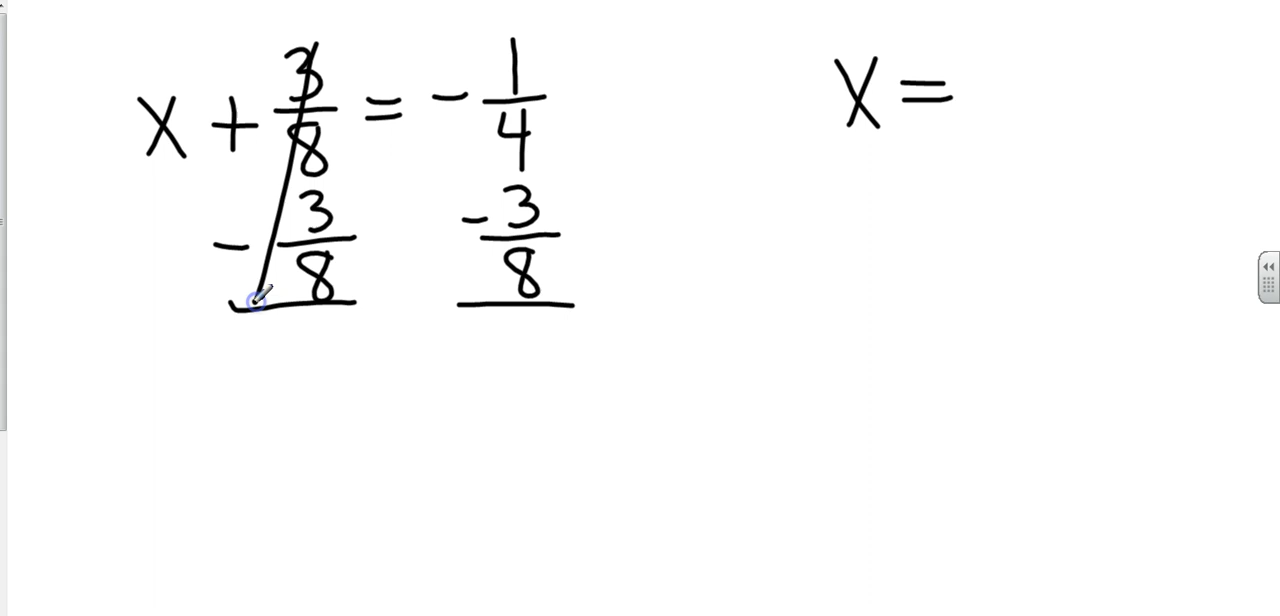 x + 3/8 = - 1/4
- 3/8 - 3/8
x =